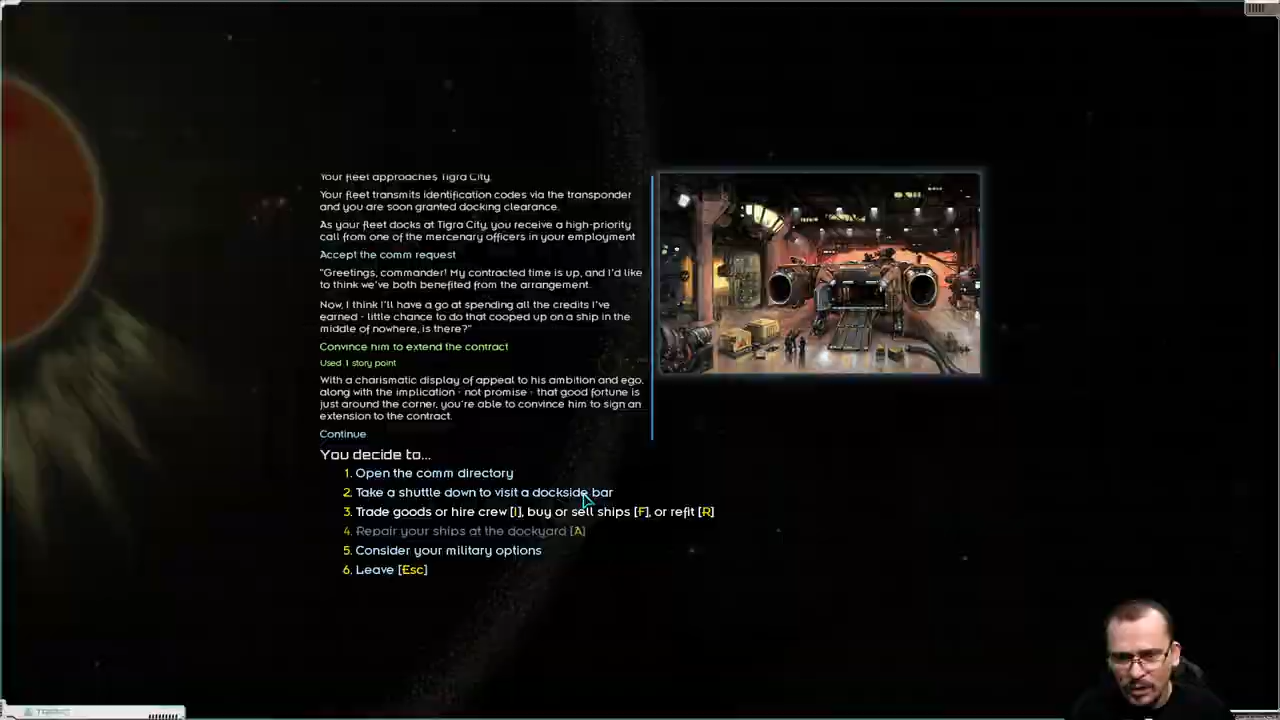 Your fleet approaches Tigra City.
Your fleet transmits identification codes via the transponder
and you are soon granted docking clearance.
As your fleet docks at Tigra City, you receive a high-priority
call from one of the mercenary officers in your employment
Accept the comm request
"Greetings, commander! My contracted time is up, and I'd like
to think we've both benefited from the arrangement.
Now, I think I'll have a go at spending all the credits I've
earned - little chance to do that cooped up on a ship in the
middle of nowhere, is there?"
Convince him to extend the contract
Used 1 story point
With a charismatic display of appeal to his ambition and ego,
along with the implication - not promise - that good fortune is
just around the corner, you're able to convince him to sign an
extension to the contract.
Continue
You decide to...
1. Open the comm directory
2. Take a shuttle down to visit a dockside bar
3. Trade goods or hire crew [I], buy or sell ships [F], or refit [R]
4. Repair your ships at the dockyard [A]
5. Consider your military options
6. Leave [Esc]